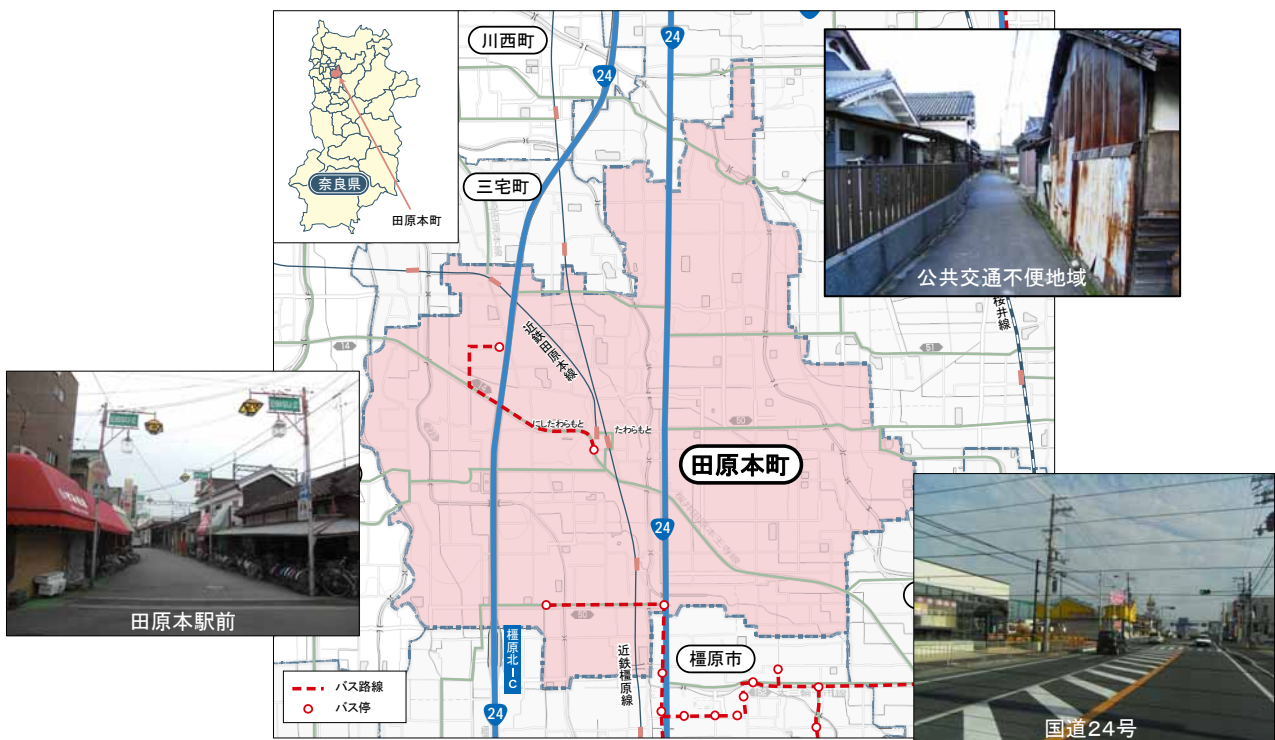 奈良県
田原本町
川西町
24
24
三宅町
公共交通不便地域
桜井線
14
14
51
近鉄田原本線
50
にしたわらもと
たわらもと
田原本町
24
田原本駅前
50
橿原北IC
近鉄橿原線
橿原市
24
国道24号
バス路線
バス停